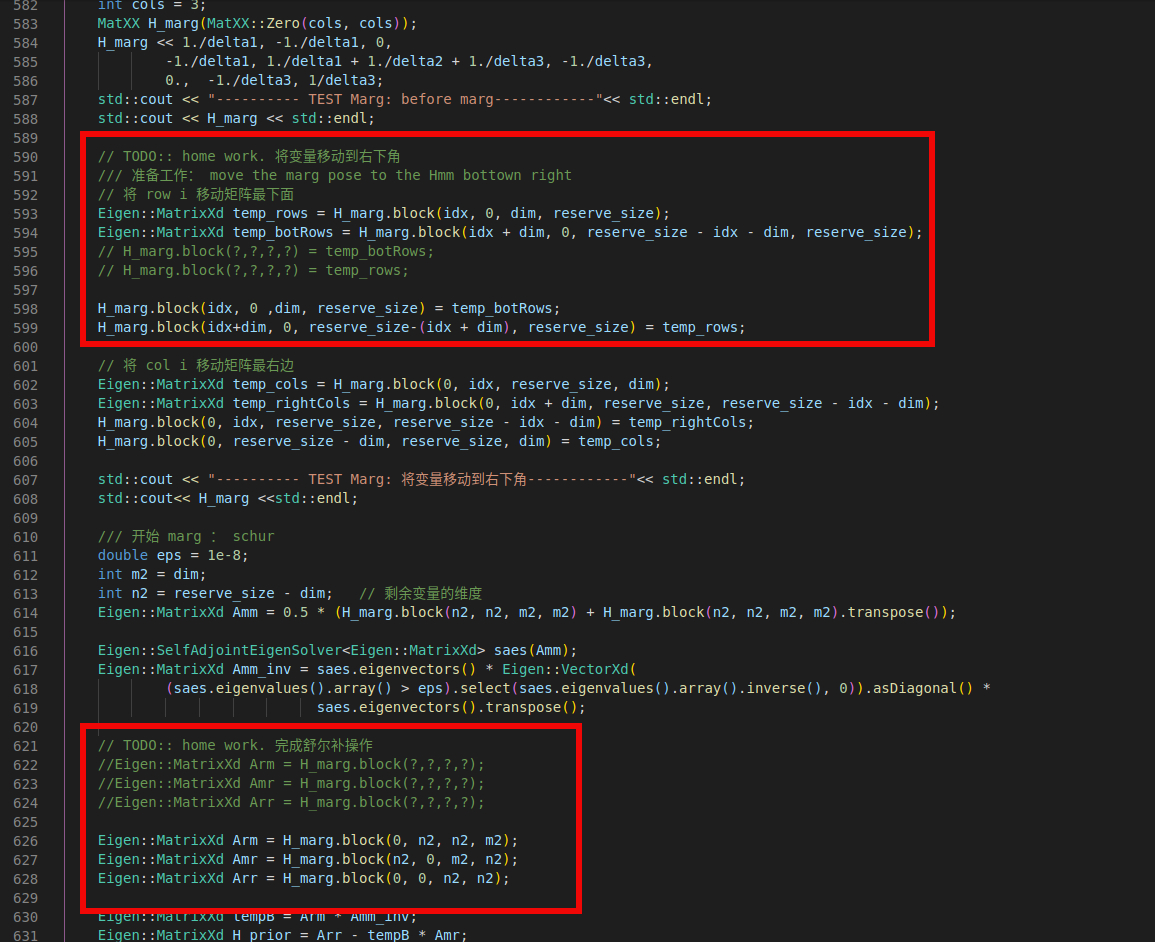 582 int cols = 3;
583 MatXX H_marg(MatXX::Zero(cols, cols));
584 H_marg << 1./delta1, -1./delta1, 0,
585 -1./delta1, 1./delta1 + 1./delta2 + 1./delta3, -1./delta3,
586 0., -1./delta3, 1/delta3;
587 std::cout << "---------- TEST Marg: before marg------------"<< std::endl;
588 std::cout << H_marg << std::endl;
589
590 // TODO:: home work. 将变量移动到右下角
591 /// 准备工作： move the marg pose to the Hmm bottown right
592 // 将 row i 移动矩阵最下面
593 Eigen::MatrixXd temp_rows = H_marg.block(idx, 0, dim, reserve_size);
594 Eigen::MatrixXd temp_botRows = H_marg.block(idx + dim, 0, reserve_size - idx - dim, reserve_size);
595 // H_marg.block(?,?,?,?) = temp_botRows;
596 // H_marg.block(?,?,?,?) = temp_rows;
597
598 H_marg.block(idx, 0 ,dim, reserve_size) = temp_botRows;
599 H_marg.block(idx+dim, 0, reserve_size-(idx + dim), reserve_size) = temp_rows;
600
601 // 将 col i 移动矩阵最右边
602 Eigen::MatrixXd temp_cols = H_marg.block(0, idx, reserve_size, dim);
603 Eigen::MatrixXd temp_rightCols = H_marg.block(0, idx + dim, reserve_size, reserve_size - idx - dim);
604 H_marg.block(0, idx, reserve_size, reserve_size - idx - dim) = temp_rightCols;
605 H_marg.block(0, reserve_size - dim, reserve_size, dim) = temp_cols;
606
607 std::cout << "---------- TEST Marg: 将变量移动到右下角------------"<< std::endl;
608 std::cout<< H_marg <<std::endl;
609
610 /// 开始 marg ： schur
611 double eps = 1e-8;
612 int m2 = dim;
613 int n2 = reserve_size - dim; // 剩余变量的维度
614 Eigen::MatrixXd Amm = 0.5 * (H_marg.block(n2, n2, m2, m2) + H_marg.block(n2, n2, m2, m2).transpose());
615
616 Eigen::SelfAdjointEigenSolver<Eigen::MatrixXd> saes(Amm);
617 Eigen::MatrixXd Amm_inv = saes.eigenvectors() * Eigen::VectorXd(
618 (saes.eigenvalues().array() > eps).select(saes.eigenvalues().array().inverse(), 0)).asDiagonal() *
619 saes.eigenvectors().transpose();
620
621 // TODO:: home work. 完成舒尔补操作
622 //Eigen::MatrixXd Arm = H_marg.block(?,?,?,?);
623 //Eigen::MatrixXd Amr = H_marg.block(?,?,?,?);
624 //Eigen::MatrixXd Arr = H_marg.block(?,?,?,?);
625
626 Eigen::MatrixXd Arm = H_marg.block(0, n2, n2, m2);
627 Eigen::MatrixXd Amr = H_marg.block(n2, 0, m2, n2);
628 Eigen::MatrixXd Arr = H_marg.block(0, 0, n2, n2);
629
630 Eigen::MatrixXd tempB = Arm * Amm_inv;
631 Eigen::MatrixXd H_prior = Arr - tempB * Amr;